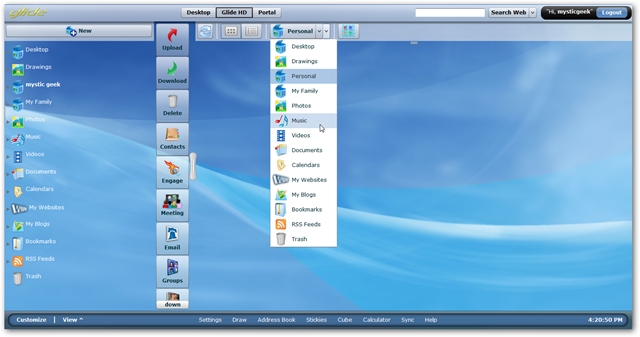 glide
Desktop Glide HD Portal
Search Web
"Hi, mysticgeek" Logout
New
Desktop
Drawings
mystic geek
My Family
Photos
Music
Videos
Documents
Calendars
My Websites
My Blogs
Bookmarks
RSS Feeds
Trash
Upload
Download
Delete
Contacts
Engage
Meeting
Email
Groups
down
Personal
Desktop
Drawings
Personal
My Family
Photos
Music
Videos
Documents
Calendars
My Websites
My Blogs
Bookmarks
RSS Feeds
Trash
Customize | View ^ Settings Draw Address Book Stickies Cube Calculator Sync Help 4:20:50 PM